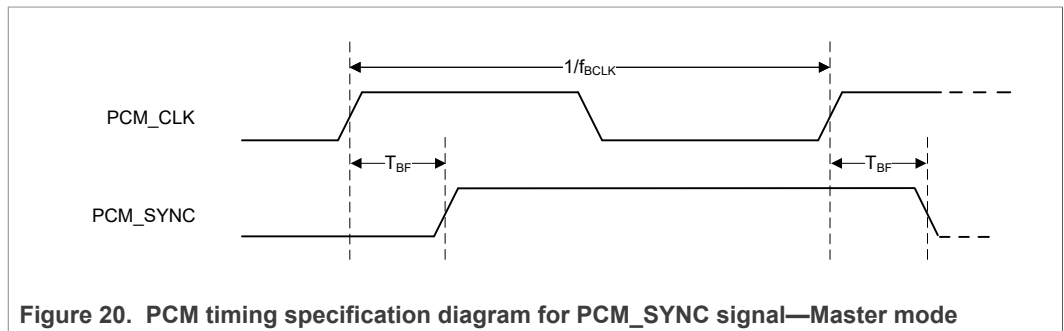 1/fBCLK
PCM_CLK
TBF
TBF
PCM_SYNC
Figure 20. PCM timing specification diagram for PCM_SYNC signal—Master mode